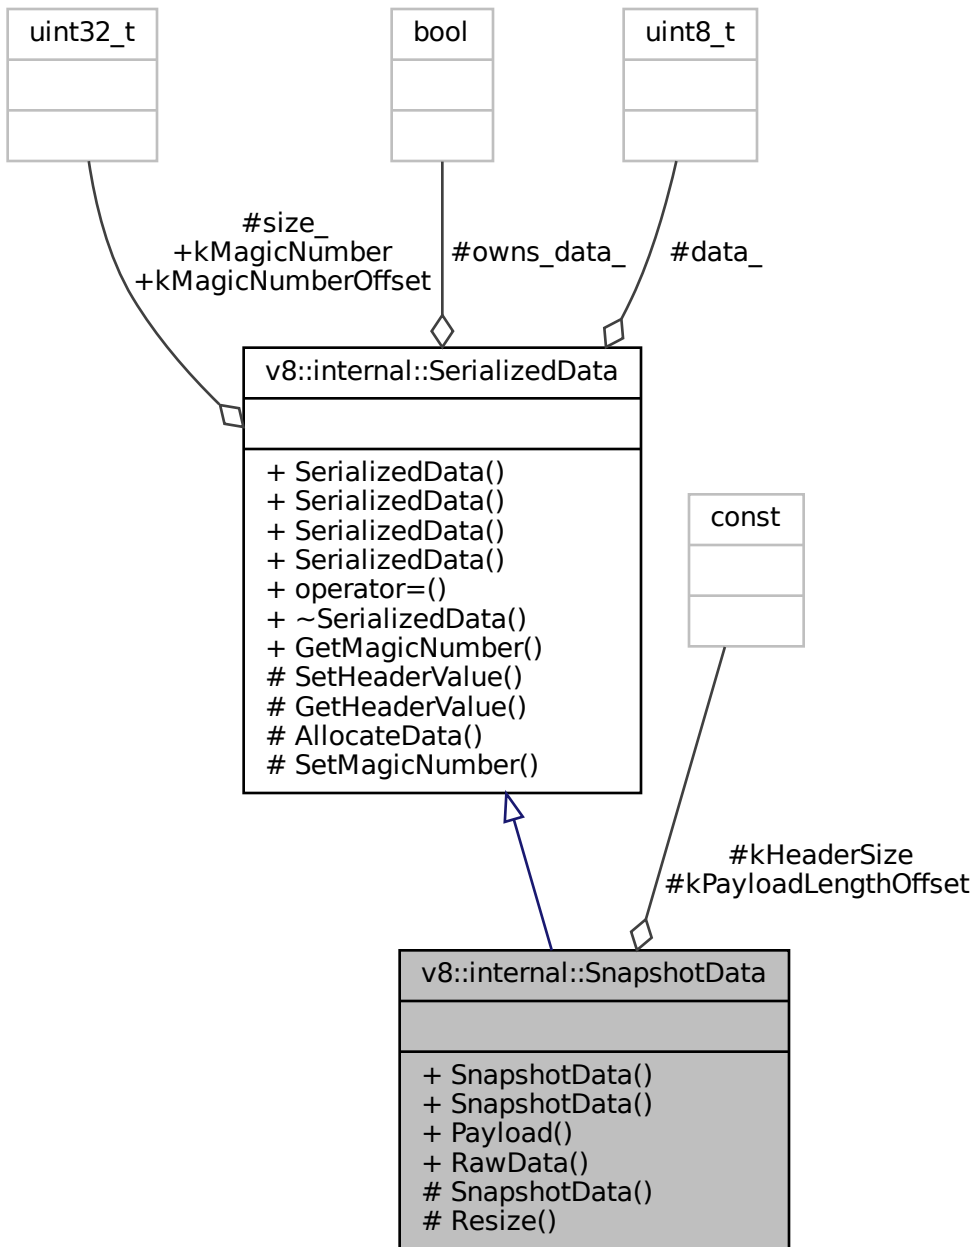 uint32_t
bool
uint8_t
#size_
+kMagicNumber
+kMagicNumberOffset
#owns_data_
#data_
v8::internal::SerializedData
+ SerializedData()
+ SerializedData()
+ SerializedData()
+ SerializedData()
+ operator=()
+ ~SerializedData()
+ GetMagicNumber()
# SetHeaderValue()
# GetHeaderValue()
# AllocateData()
# SetMagicNumber()
const
#kHeaderSize
#kPayloadLengthOffset
v8::internal::SnapshotData
+ SnapshotData()
+ SnapshotData()
+ Payload()
+ RawData()
# SnapshotData()
# Resize()